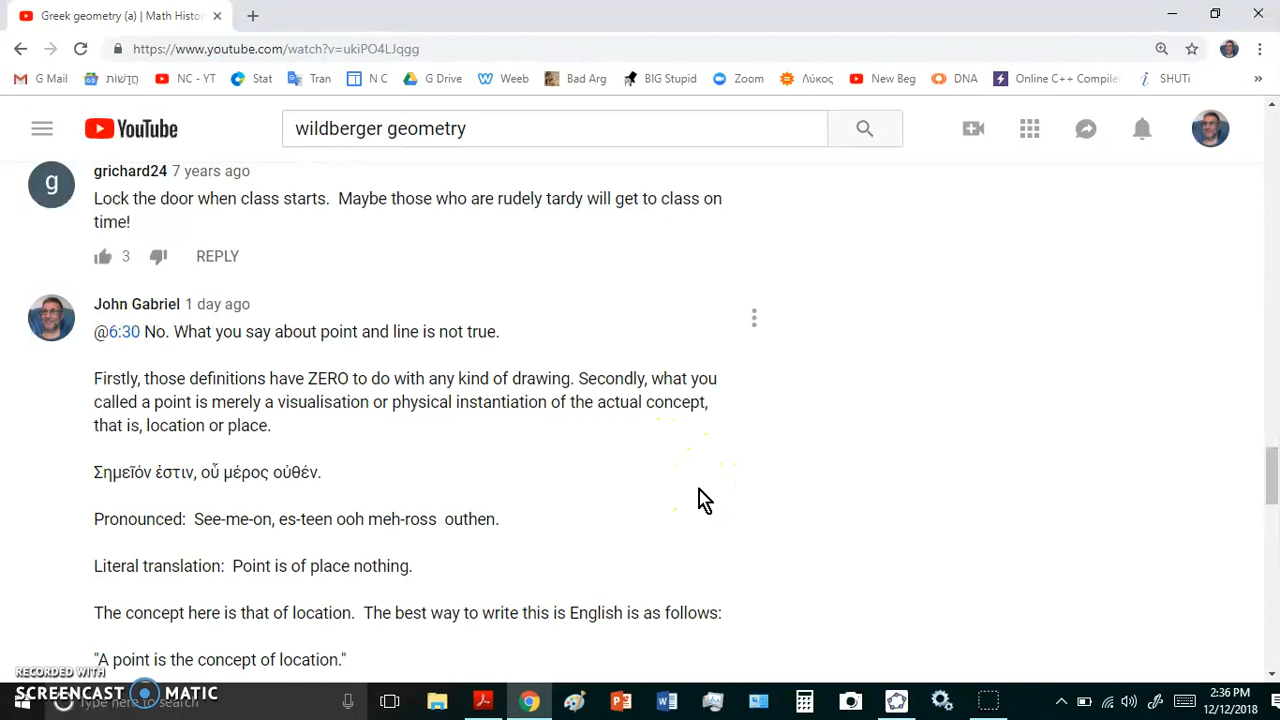 Greek geometry (a) | Math Histor
https://www.youtube.com/watch?v=ukiPO4LJqgg
G Mail חֲדָשׁוֹת NC - YT Stat Tran N C G Drive Weeb Bad Arg BIG Stupid Zoom Λύκος New Beg DNA Online C++ Compile SHUTi
YouTube wildberger geometry
grichard24 7 years ago
g
Lock the door when class starts. Maybe those who are rudely tardy will get to class on
time!
3 REPLY
John Gabriel 1 day ago
@6:30 No. What you say about point and line is not true.
Firstly, those definitions have ZERO to do with any kind of drawing. Secondly, what you
called a point is merely a visualisation or physical instantiation of the actual concept,
that is, location or place.
Σημεῖόν ἐστιν, οὗ μέρος οὐθέν.
Pronounced: See-me-on, es-teen ooh meh-ross outhen.
Literal translation: Point is of place nothing.
The concept here is that of location. The best way to write this is English is as follows:
"A point is the concept of location."
RECORDED WITH
SCREENCAST MATIC
Type here to search
2:36 PM
12/12/2018